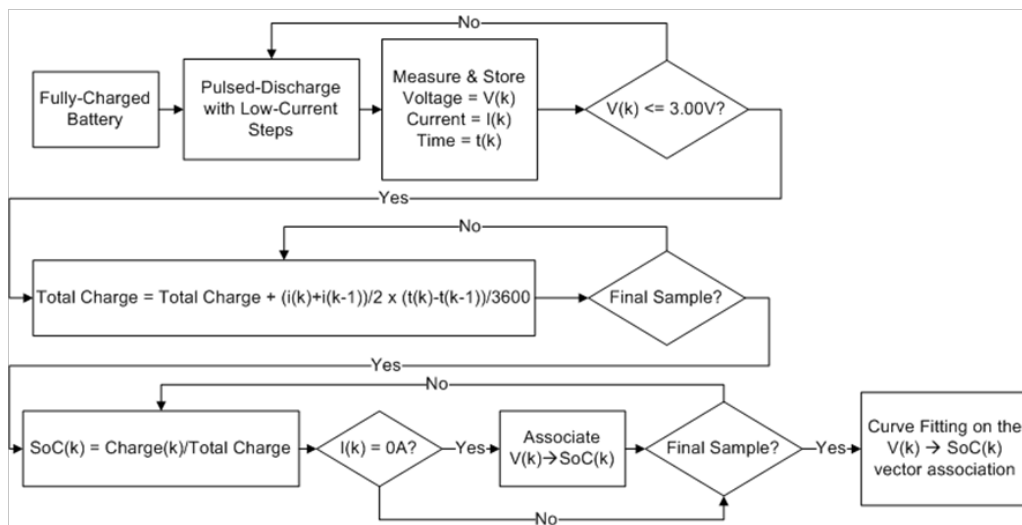 No
Fully-Charged
Battery
Pulsed-Discharge
with Low-Current
Steps
Measure & Store
Voltage = V(k)
Current = I(k)
Time = t(k)
V(k) <= 3.00V?
Yes
No
Total Charge = Total Charge + (i(k)+i(k-1))/2 x (t(k)-t(k-1))/3600
Final Sample?
Yes
No
SoC(k) = Charge(k)/Total Charge
I(k) = 0A?
Yes
Associate
V(k)→SoC(k)
Final Sample?
Yes
Curve Fitting on the
V(k) → SoC(k)
vector association
No